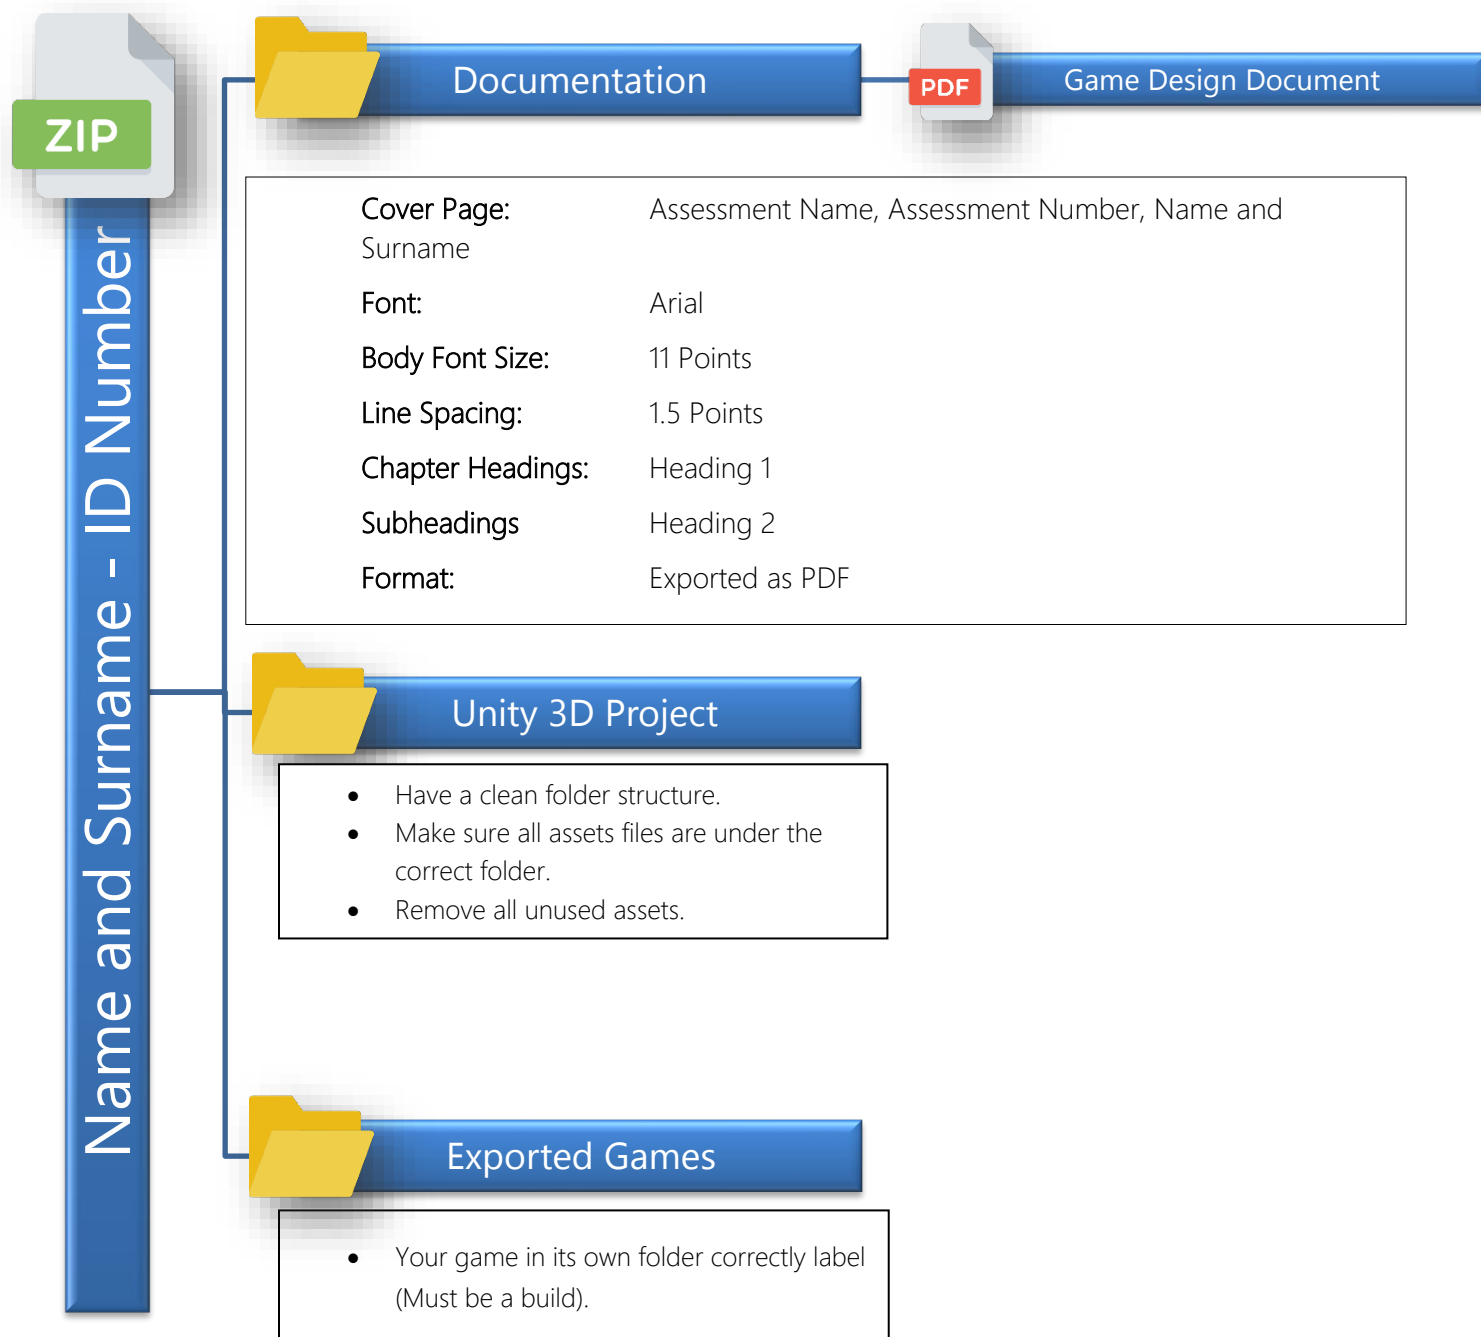 ZIP
Name and Surname - ID Number
Documentation
PDF
Game Design Document
Cover Page: Assessment Name, Assessment Number, Name and
Surname
Font: Arial
Body Font Size: 11 Points
Line Spacing: 1.5 Points
Chapter Headings: Heading 1
Subheadings Heading 2
Format: Exported as PDF
Unity 3D Project
• Have a clean folder structure.
• Make sure all assets files are under the
correct folder.
• Remove all unused assets.
Exported Games
• Your game in its own folder correctly label
(Must be a build).